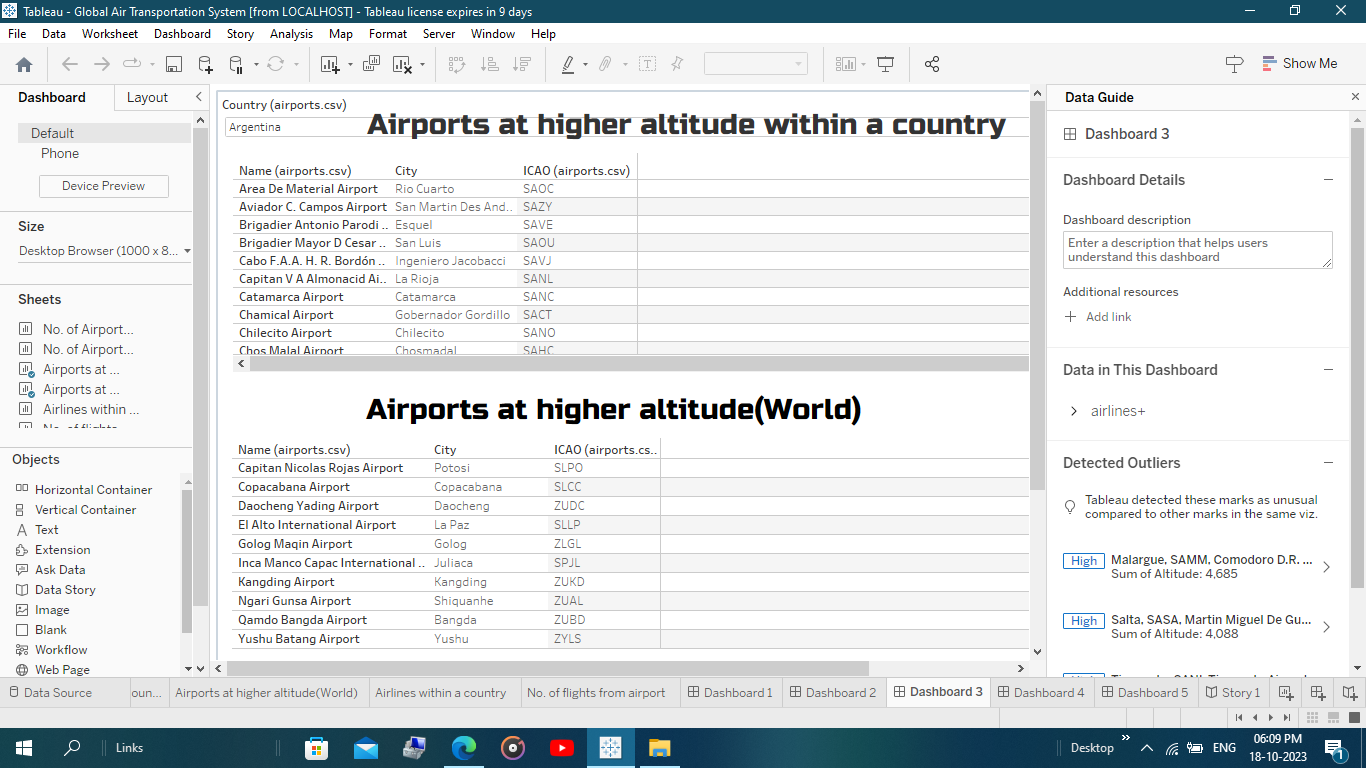 Tableau - Global Air Transportation System [from LOCALHOST] - Tableau license expires in 9 days
File Data Worksheet Dashboard Story Analysis Map Format Server Window Help
Show Me
Dashboard Layout
Default
Phone
Device Preview
Size
Desktop Browser (1000 x 8...
Sheets
No. of Airport...
No. of Airport...
Airports at ...
Airports at ...
Airlines within ...
No. of flights
Objects
Horizontal Container
Vertical Container
Text
Extension
Ask Data
Data Story
Image
Blank
Workflow
Web Page
Country (airports.csv)
Argentina
Airports at higher altitude within a country
Name (airports.csv) City ICAO (airports.csv)
Area De Material Airport Rio Cuarto SAOC
Aviador C. Campos Airport San Martin Des And.. SAZY
Brigadier Antonio Parodi .. Esquel SAVE
Brigadier Mayor D Cesar .. San Luis SAOU
Cabo F.A.A. H. R. Bordón .. Ingeniero Jacobacci SAVJ
Capitan V A Almonacid Ai.. La Rioja SANL
Catamarca Airport Catamarca SANC
Chamical Airport Gobernador Gordillo SACT
Chilecito Airport Chilecito SANO
Chos Malal Airport Chosmadal SAHC
Airports at higher altitude(World)
Name (airports.csv) City ICAO (airports.cs..
Capitan Nicolas Rojas Airport Potosi SLPO
Copacabana Airport Copacabana SLCC
Daocheng Yading Airport Daocheng ZUDC
El Alto International Airport La Paz SLLP
Golog Maqin Airport Golog ZLGL
Inca Manco Capac International .. Juliaca SPJL
Kangding Airport Kangding ZUKD
Ngari Gunsa Airport Shiquanhe ZUAL
Qamdo Bangda Airport Bangda ZUBD
Yushu Batang Airport Yushu ZYLS
Data Guide
Dashboard 3
Dashboard Details
Dashboard description
Enter a description that helps users
understand this dashboard
Additional resources
Add link
Data in This Dashboard
airlines+
Detected Outliers
Tableau detected these marks as unusual
compared to other marks in the same viz.
High Malargue, SAMM, Comodoro D.R. ...
Sum of Altitude: 4,685
High Salta, SASA, Martin Miguel De Gu...
Sum of Altitude: 4,088
Data Source oun... Airports at higher altitude(World) Airlines within a country No. of flights from airport Dashboard 1 Dashboard 2 Dashboard 3 Dashboard 4 Dashboard 5 Story 1
Links Desktop ENG 06:09 PM
18-10-2023
1